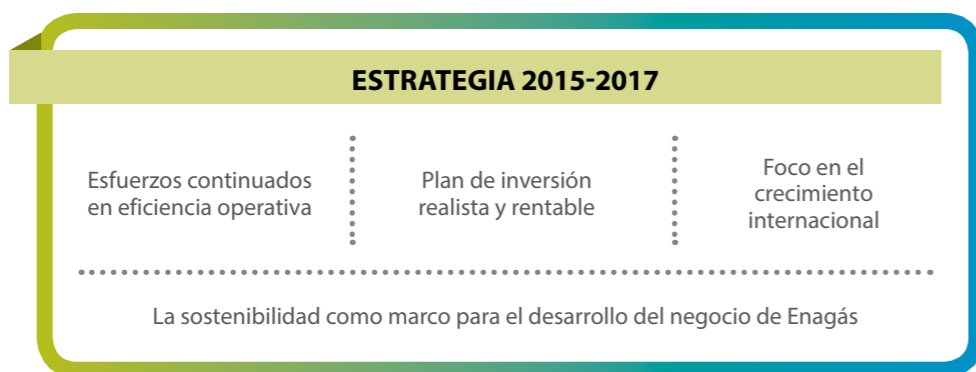 ESTRATEGIA 2015-2017
Esfuerzos continuados
en eficiencia operativa
Plan de inversión
realista y rentable
Foco en el
crecimiento
internacional
La sostenibilidad como marco para el desarrollo del negocio de Enagás